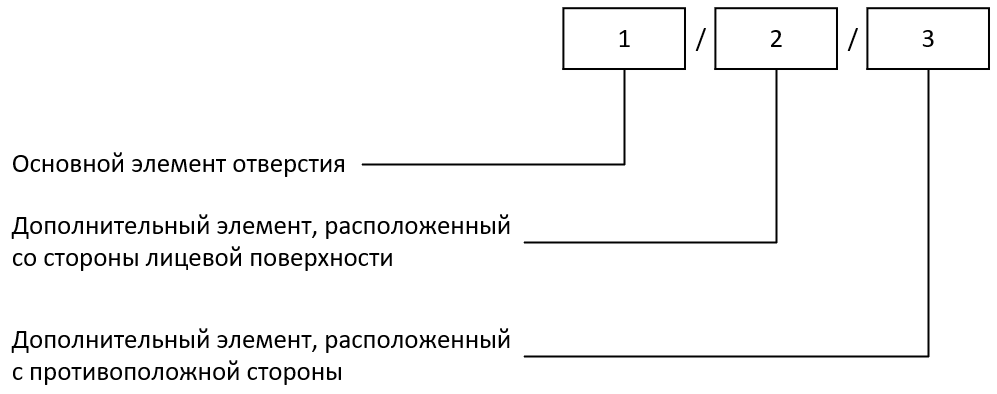 1 / 2 / 3
Основной элемент отверстия
Дополнительный элемент, расположенный
со стороны лицевой поверхности
Дополнительный элемент, расположенный
с противоположной стороны